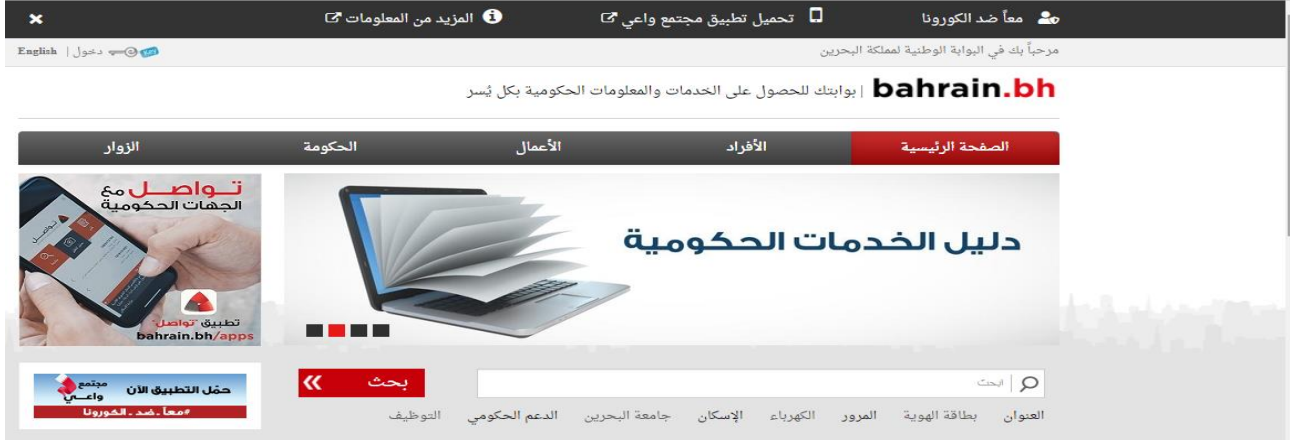 معاً ضد الكورونا
تحميل تطبيق مجتمع واعي
المزيد من المعلومات
مرحباً بك في البوابة الوطنية لمملكة البحرين
دخول | English
bahrain.bh | بوابتك للحصول على الخدمات والمعلومات الحكومية بكل يُسر
الصفحة الرئيسية الأفراد الأعمال الحكومة الزوار
دليل الخدمات الحكومية
تـواصـــل مع
الجهات الحكومية
تطبيق "تواصل"
bahrain.bh/apps
ابحث
بحث
العنوان بطاقة الهوية المرور الكهرباء الإسكان جامعة البحرين الدعم الحكومي التوظيف
حمّل التطبيق الآن
مجتمع
واعـــي
#معاً_ضد_الكورونا